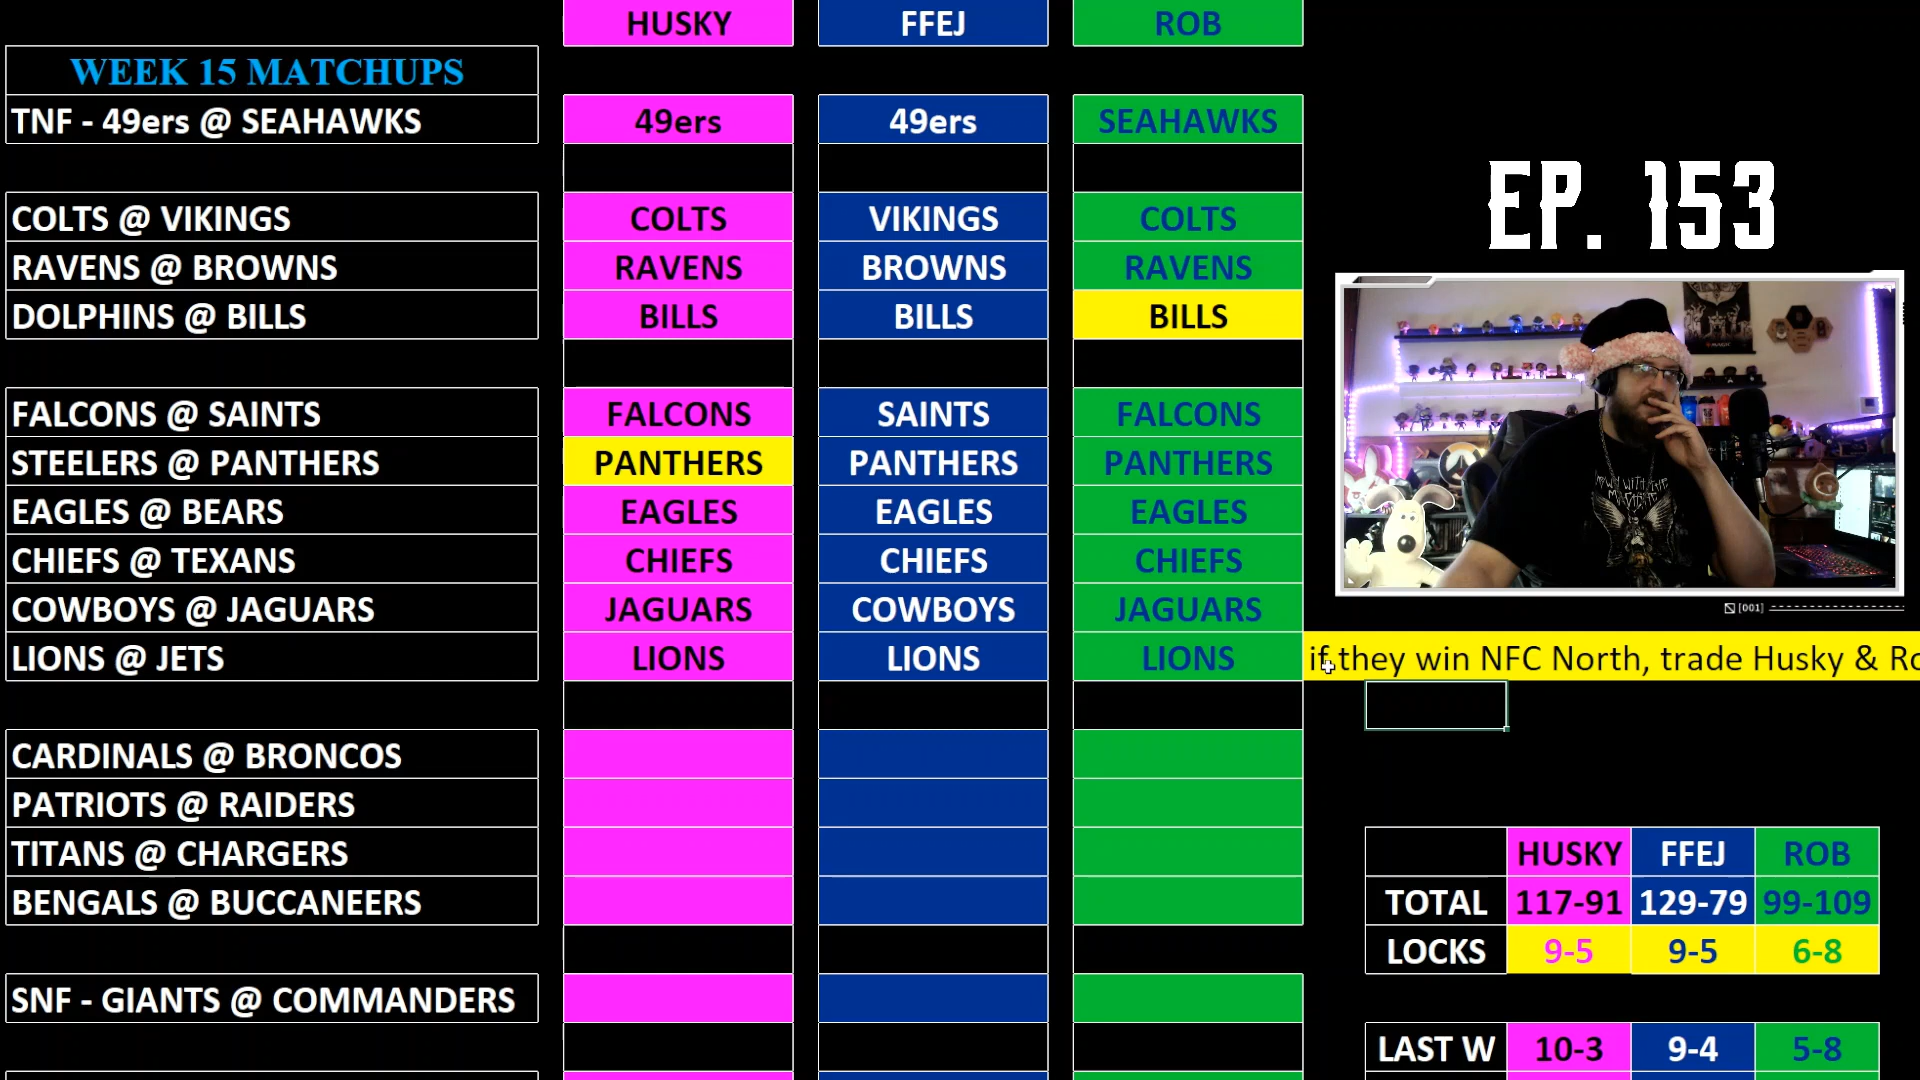 HUSKY FFEJ ROB
WEEK 15 MATCHUPS
TNF - 49ers @ SEAHAWKS 49ers 49ers SEAHAWKS
EP. 153
COLTS @ VIKINGS COLTS VIKINGS COLTS
RAVENS @ BROWNS RAVENS BROWNS RAVENS
DOLPHINS @ BILLS BILLS BILLS BILLS
FALCONS @ SAINTS FALCONS SAINTS FALCONS
STEELERS @ PANTHERS PANTHERS PANTHERS PANTHERS
EAGLES @ BEARS EAGLES EAGLES EAGLES
CHIEFS @ TEXANS CHIEFS CHIEFS CHIEFS
COWBOYS @ JAGUARS JAGUARS COWBOYS JAGUARS
[001]
LIONS @ JETS LIONS LIONS LIONS if they win NFC North, trade Husky & Ro
CARDINALS @ BRONCOS
PATRIOTS @ RAIDERS
TITANS @ CHARGERS
BENGALS @ BUCCANEERS
HUSKY FFEJ ROB
TOTAL 117-91 129-79 99-109
LOCKS 9-5 9-5 6-8
SNF - GIANTS @ COMMANDERS
LAST W 10-3 9-4 5-8